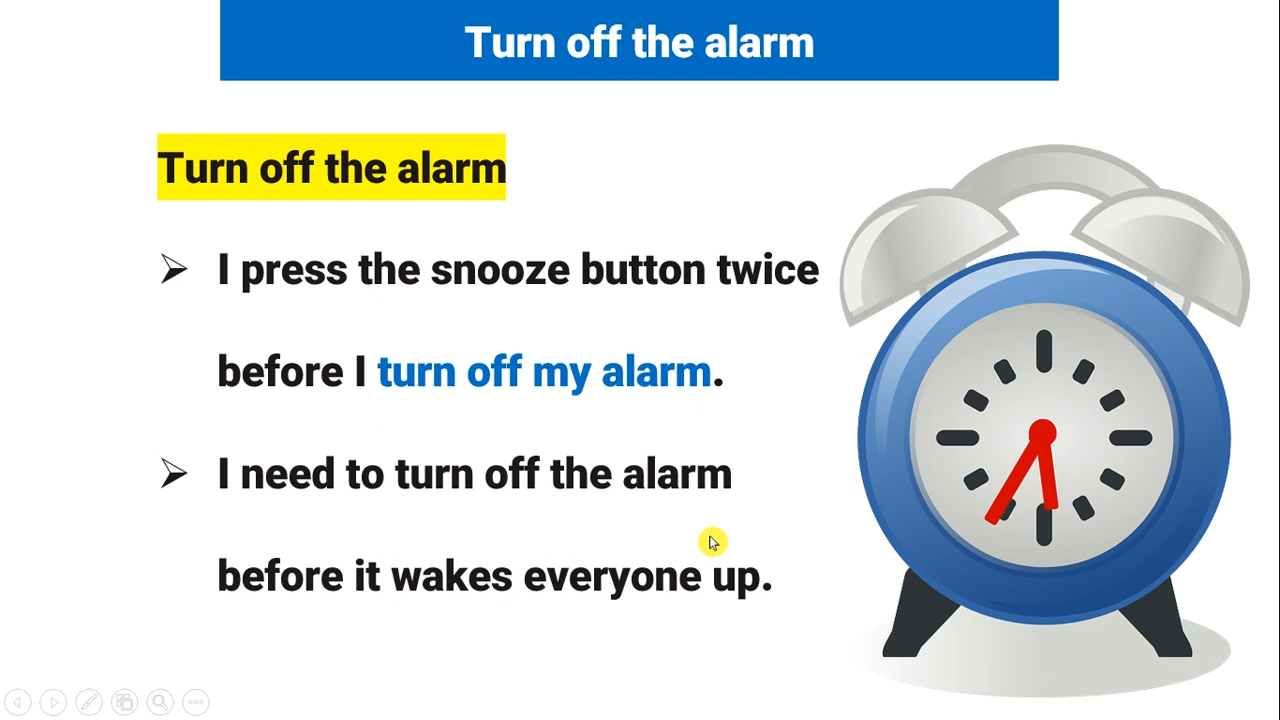 Turn off the alarm
Turn off the alarm
I press the snooze button twice
before I turn off my alarm.
I need to turn off the alarm
before it wakes everyone up.